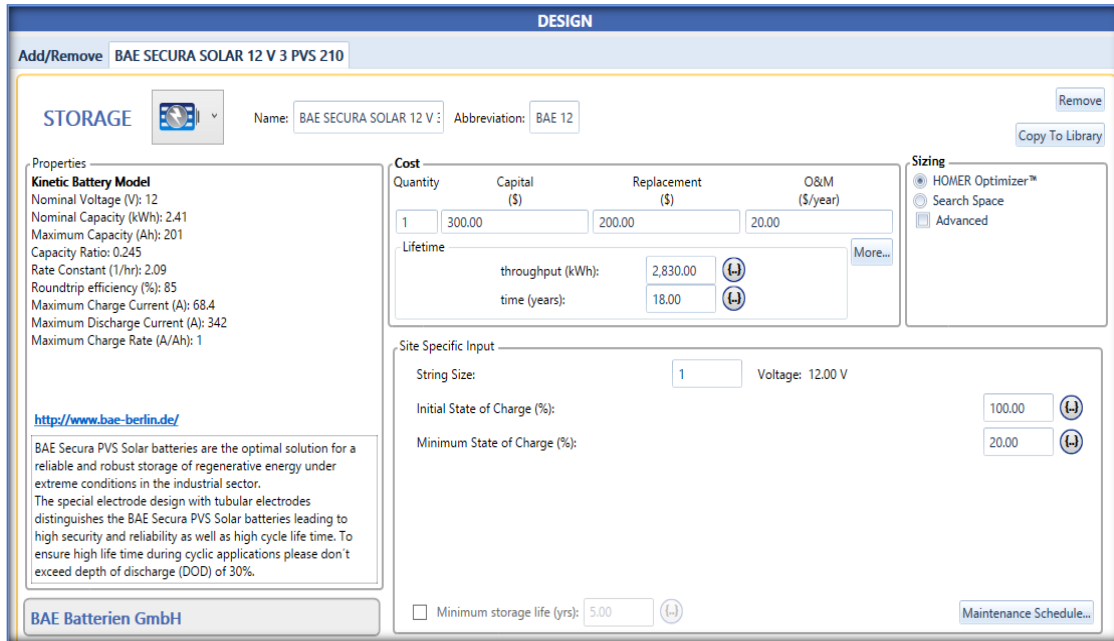 DESIGN
Add/Remove BAE SECURA SOLAR 12 V 3 PVS 210
STORAGE
Name: BAE SECURA SOLAR 12 V 3 Abbreviation: BAE 12
Remove
Copy To Library
Properties
Kinetic Battery Model
Nominal Voltage (V): 12
Nominal Capacity (kWh): 2.41
Maximum Capacity (Ah): 201
Capacity Ratio: 0.245
Rate Constant (1/hr): 2.09
Roundtrip efficiency (%): 85
Maximum Charge Current (A): 68.4
Maximum Discharge Current (A): 342
Maximum Charge Rate (A/Ah): 1
http://www.bae-berlin.de/
BAE Secura PVS Solar batteries are the optimal solution for a
reliable and robust storage of regenerative energy under
extreme conditions in the industrial sector.
The special electrode design with tubular electrodes
distinguishes the BAE Secura PVS Solar batteries leading to
high security and reliability as well as high cycle life time. To
ensure high life time during cyclic applications please don´t
exceed depth of discharge (DOD) of 30%.
BAE Batterien GmbH
Cost
Quantity Capital Replacement O&M
($) ($) ($/year)
1 300.00 200.00 20.00
Lifetime
More...
throughput (kWh): 2,830.00 {..}
time (years): 18.00 {..}
Sizing
HOMER Optimizer™
Search Space
Advanced
Site Specific Input
String Size: 1 Voltage: 12.00 V
Initial State of Charge (%): 100.00 {..}
Minimum State of Charge (%): 20.00 {..}
Minimum storage life (yrs): 5.00 {..}
Maintenance Schedule...